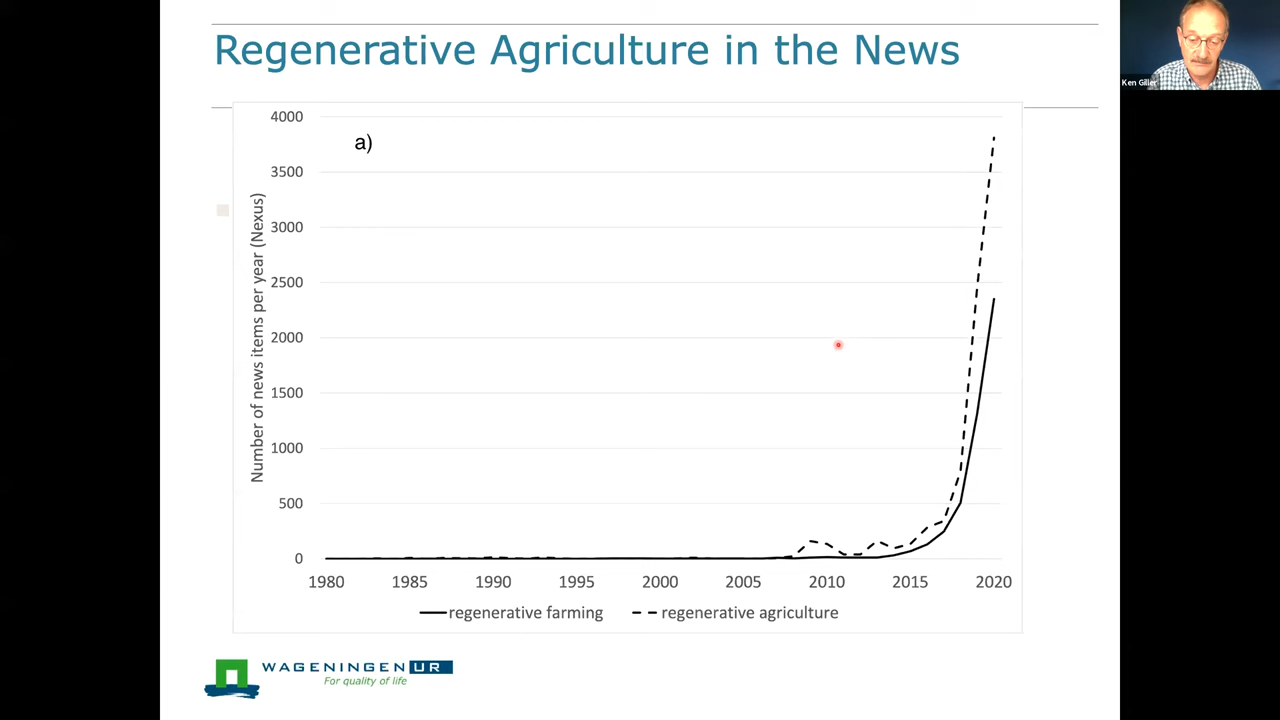 Regenerative Agriculture in the News
Ken Giller
a)
Number of news items per year (Nexus)
4000
3500
3000
2500
2000
1500
1000
500
0
1980 1985 1990 1995 2000 2005 2010 2015 2020
regenerative farming regenerative agriculture
WAGENINGEN UR
For quality of life